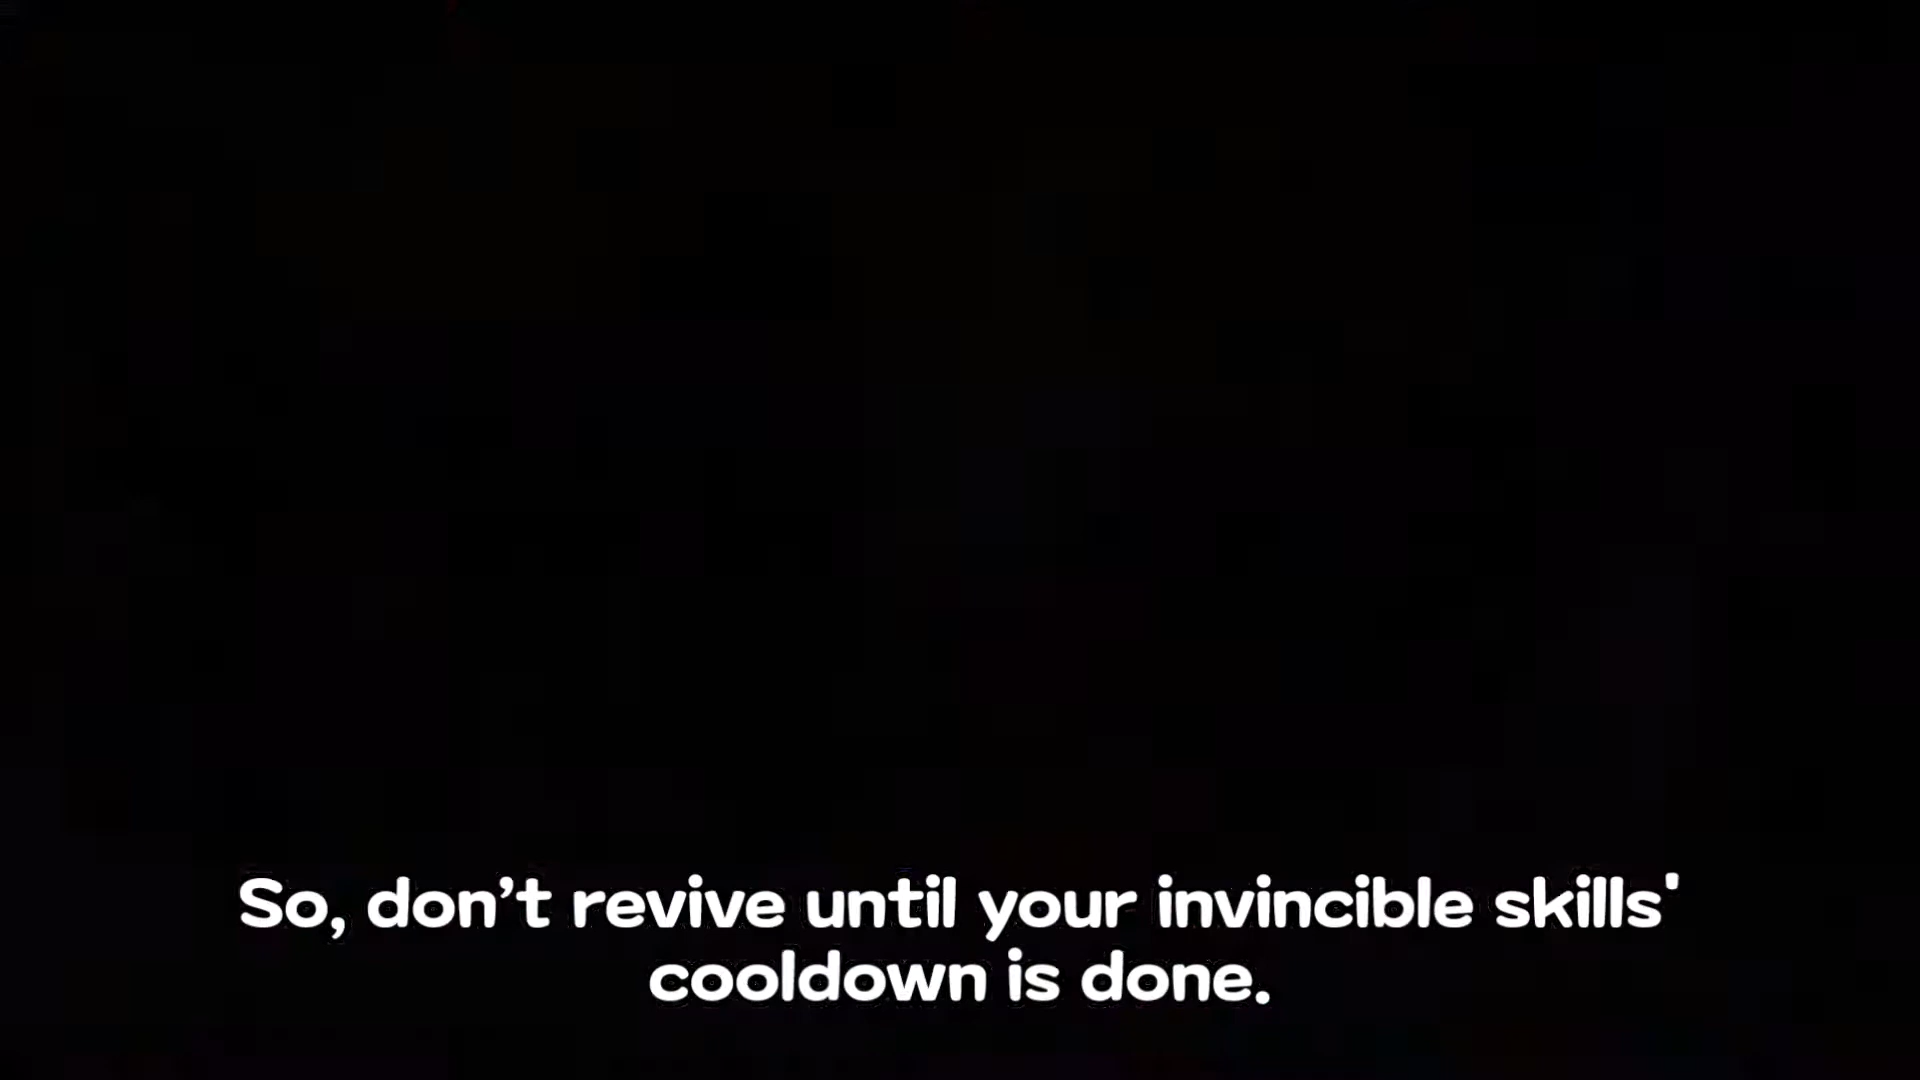 So, don’t revive until your invincible skills'
cooldown is done.